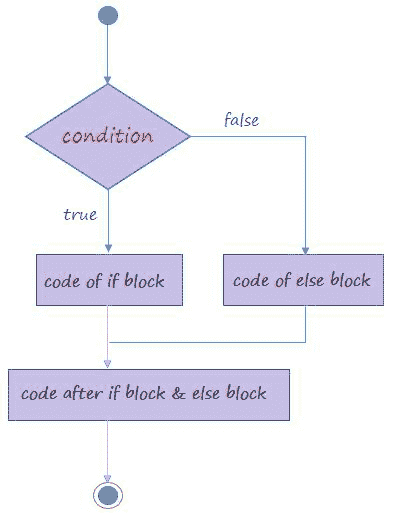 condition
false
true
code of if block
code of else block
code after if block & else block